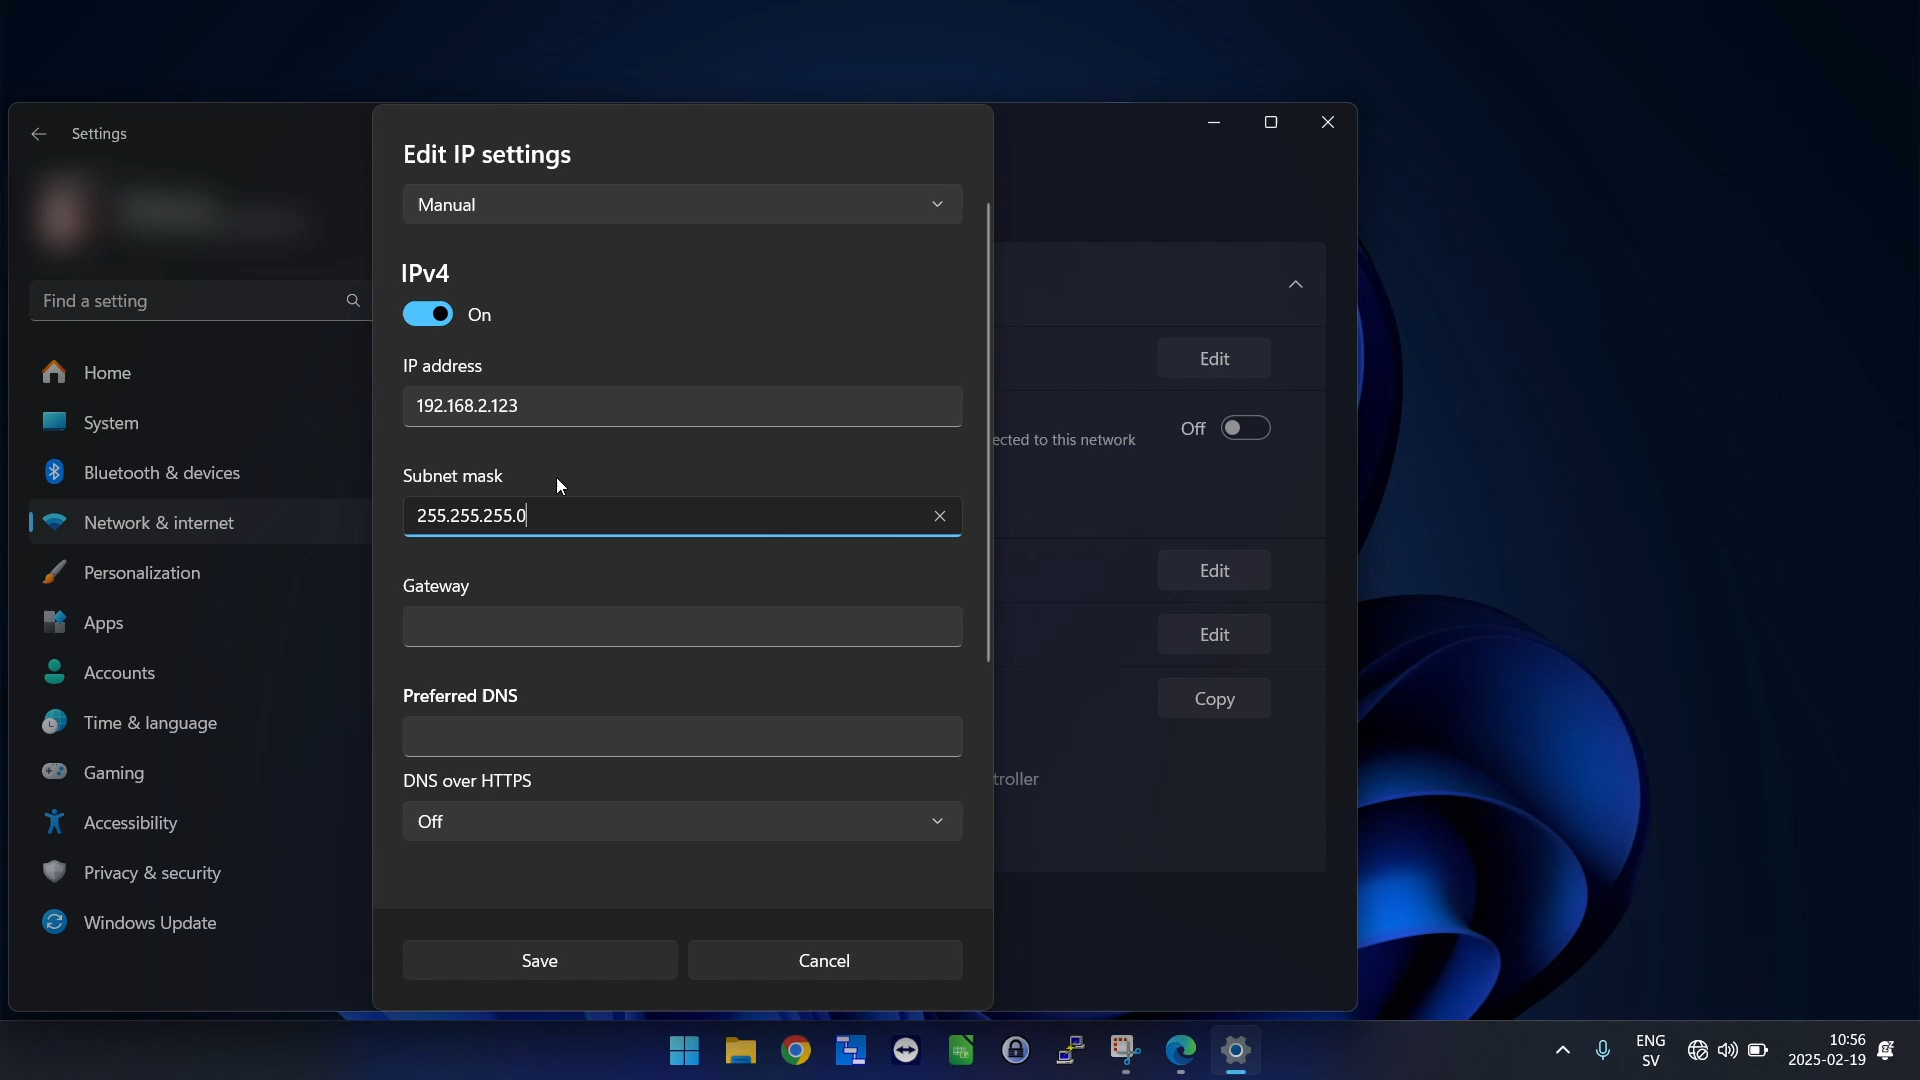 Settings
Find a setting
Home
System
Bluetooth & devices
Network & internet
Personalization
Apps
Accounts
Time & language
Gaming
Accessibility
Privacy & security
Windows Update
Edit IP settings
Manual
IPv4
On
IP address
192.168.2.123
Subnet mask
255.255.255.0
Gateway
Preferred DNS
DNS over HTTPS
Off
Save
Cancel
Edit
ected to this network
Off
Edit
Edit
Copy
troller
ENG
SV
10:56
2025-02-19